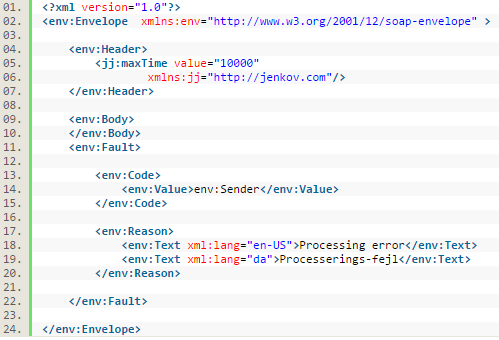 01. <?xml version="1.0"?>
02. <env:Envelope  xmlns:env="http://www.w3.org/2001/12/soap-envelope" >
03.
04.     <env:Header>
05.         <jj:maxTime value="10000"
06.                 xmlns:jj="http://jenkov.com"/>
07.     </env:Header>
08.
09.     <env:Body>
10.     </env:Body>
11.     <env:Fault>
12.
13.         <env:Code>
14.             <env:Value>env:Sender</env:Value>
15.         </env:Code>
16.
17.         <env:Reason>
18.             <env:Text xml:lang="en-US">Processing error</env:Text>
19.             <env:Text xml:lang="da">Processerings-fejl</env:Text>
20.         </env:Reason>
21.
22.     </env:Fault>
23.
24. </env:Envelope>